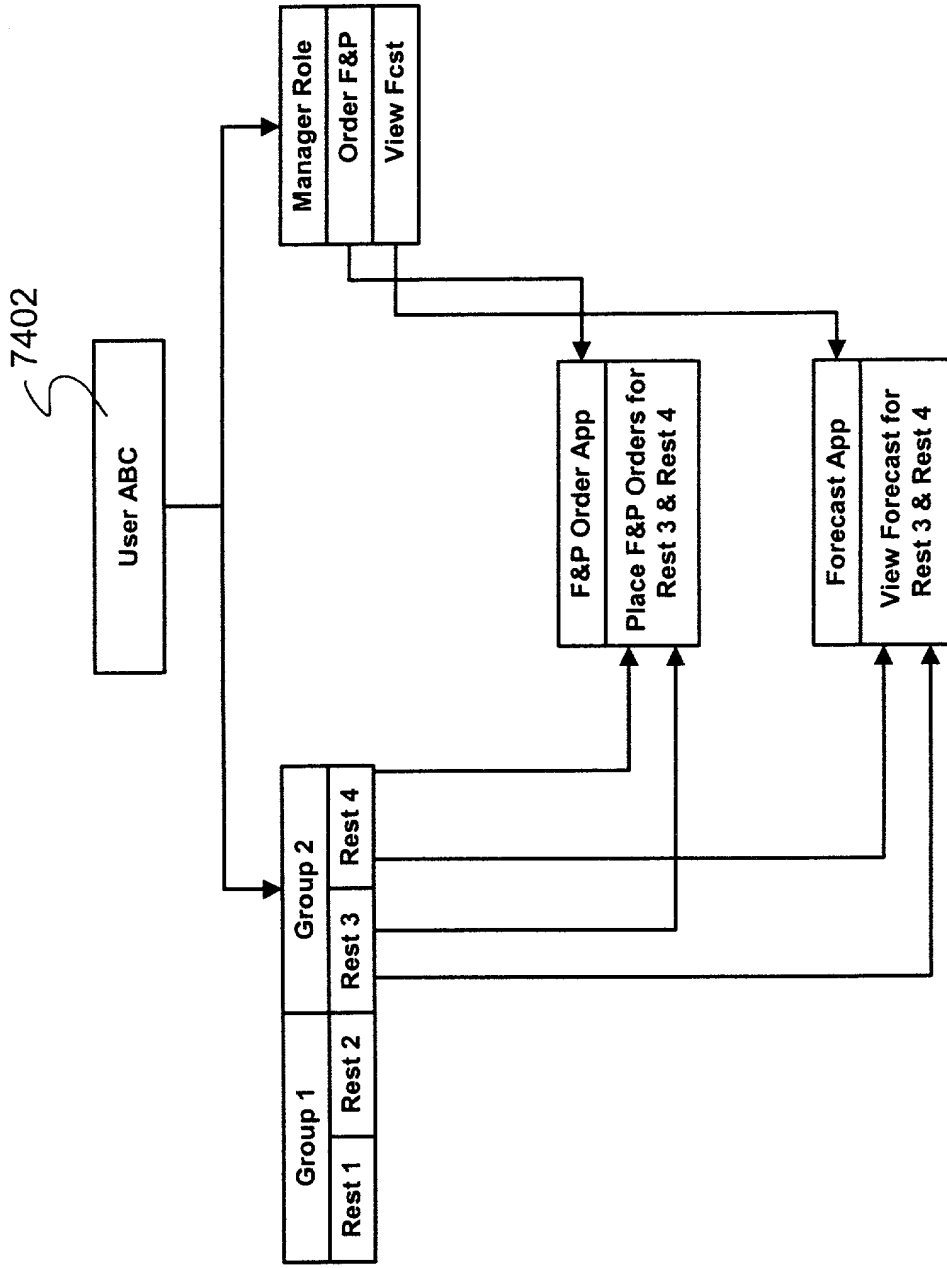 7402
User ABC
Group 1
Group 2
Rest 1
Rest 2
Rest 3
Rest 4
Manager Role
Order F&P
View Fcst
F&P Order App
Place F&P Orders for
Rest 3 & Rest 4
Forecast App
View Forecast for
Rest 3 & Rest 4